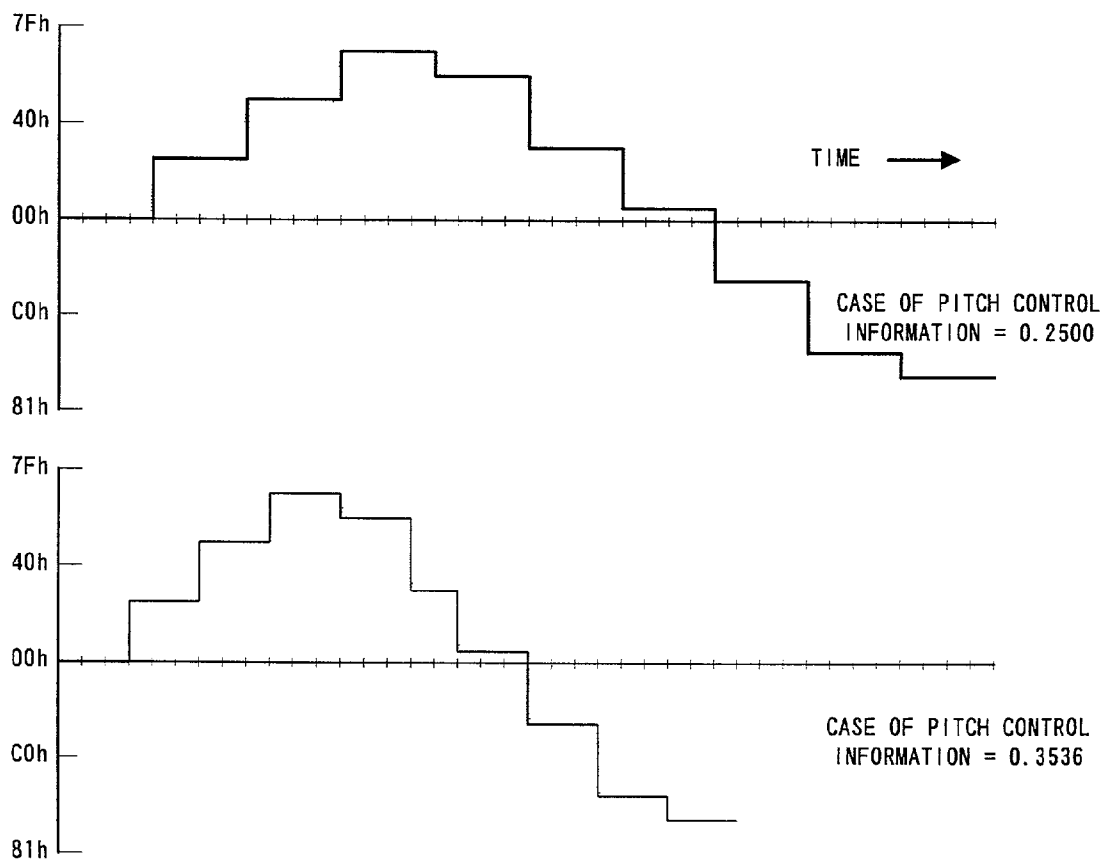 7Fh
40h
00h
C0h
81h
TIME
CASE OF PITCH CONTROL
INFORMATION = 0.2500
7Fh
40h
00h
C0h
81h
CASE OF PITCH CONTROL
INFORMATION = 0.3536